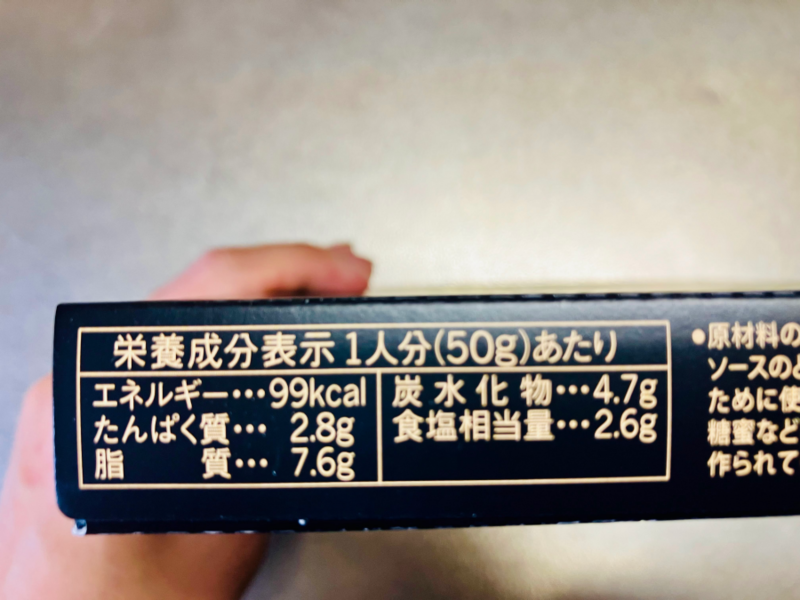 栄養成分表示 1人分(50g)あたり
エネルギー…99kcal
たんぱく質… 2.8g
脂　　質… 7.6g
炭水化物…4.7g
食塩相当量…2.6g
●原材料の
ソースの
ために使
糖蜜など
作られて